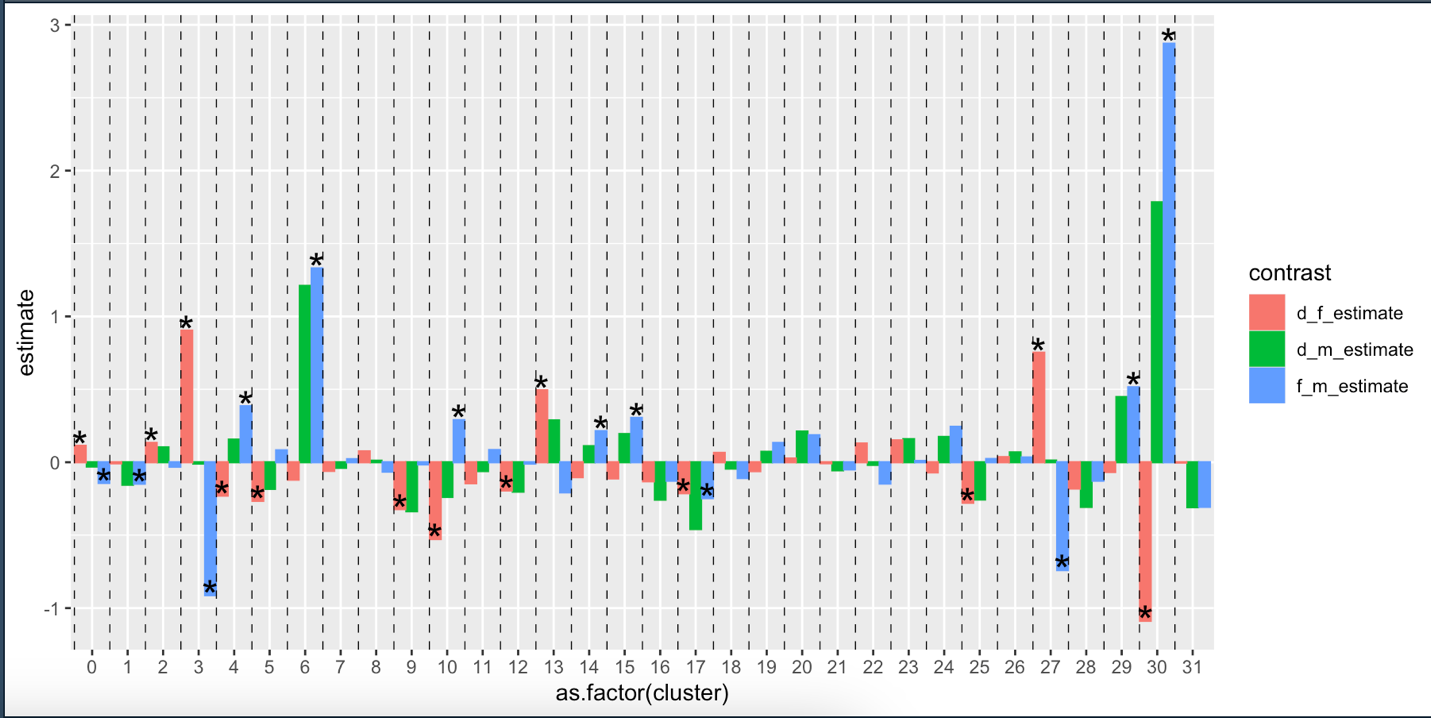 3
2
1
0
-1
estimate
0 1 2 3 4 5 6 7 8 9 10 11 12 13 14 15 16 17 18 19 20 21 22 23 24 25 26 27 28 29 30 31
as.factor(cluster)
contrast
d_f_estimate
d_m_estimate
f_m_estimate